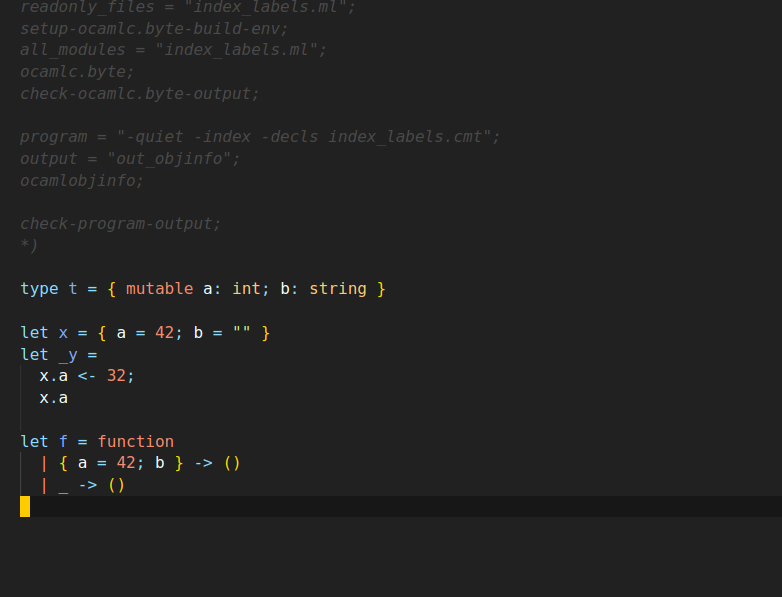 readonly_files = "index_labels.ml";
setup-ocamlc.byte-build-env;
all_modules = "index_labels.ml";
ocamlc.byte;
check-ocamlc.byte-output;
program = "-quiet -index -decls index_labels.cmt";
output = "out_objinfo";
ocamlobjinfo;
check-program-output;
*)
type t = { mutable a: int; b: string }
let x = { a = 42; b = "" }
let _y =
  x.a <- 32;
  x.a
let f = function
  | { a = 42; b } -> ()
  | _ -> ()